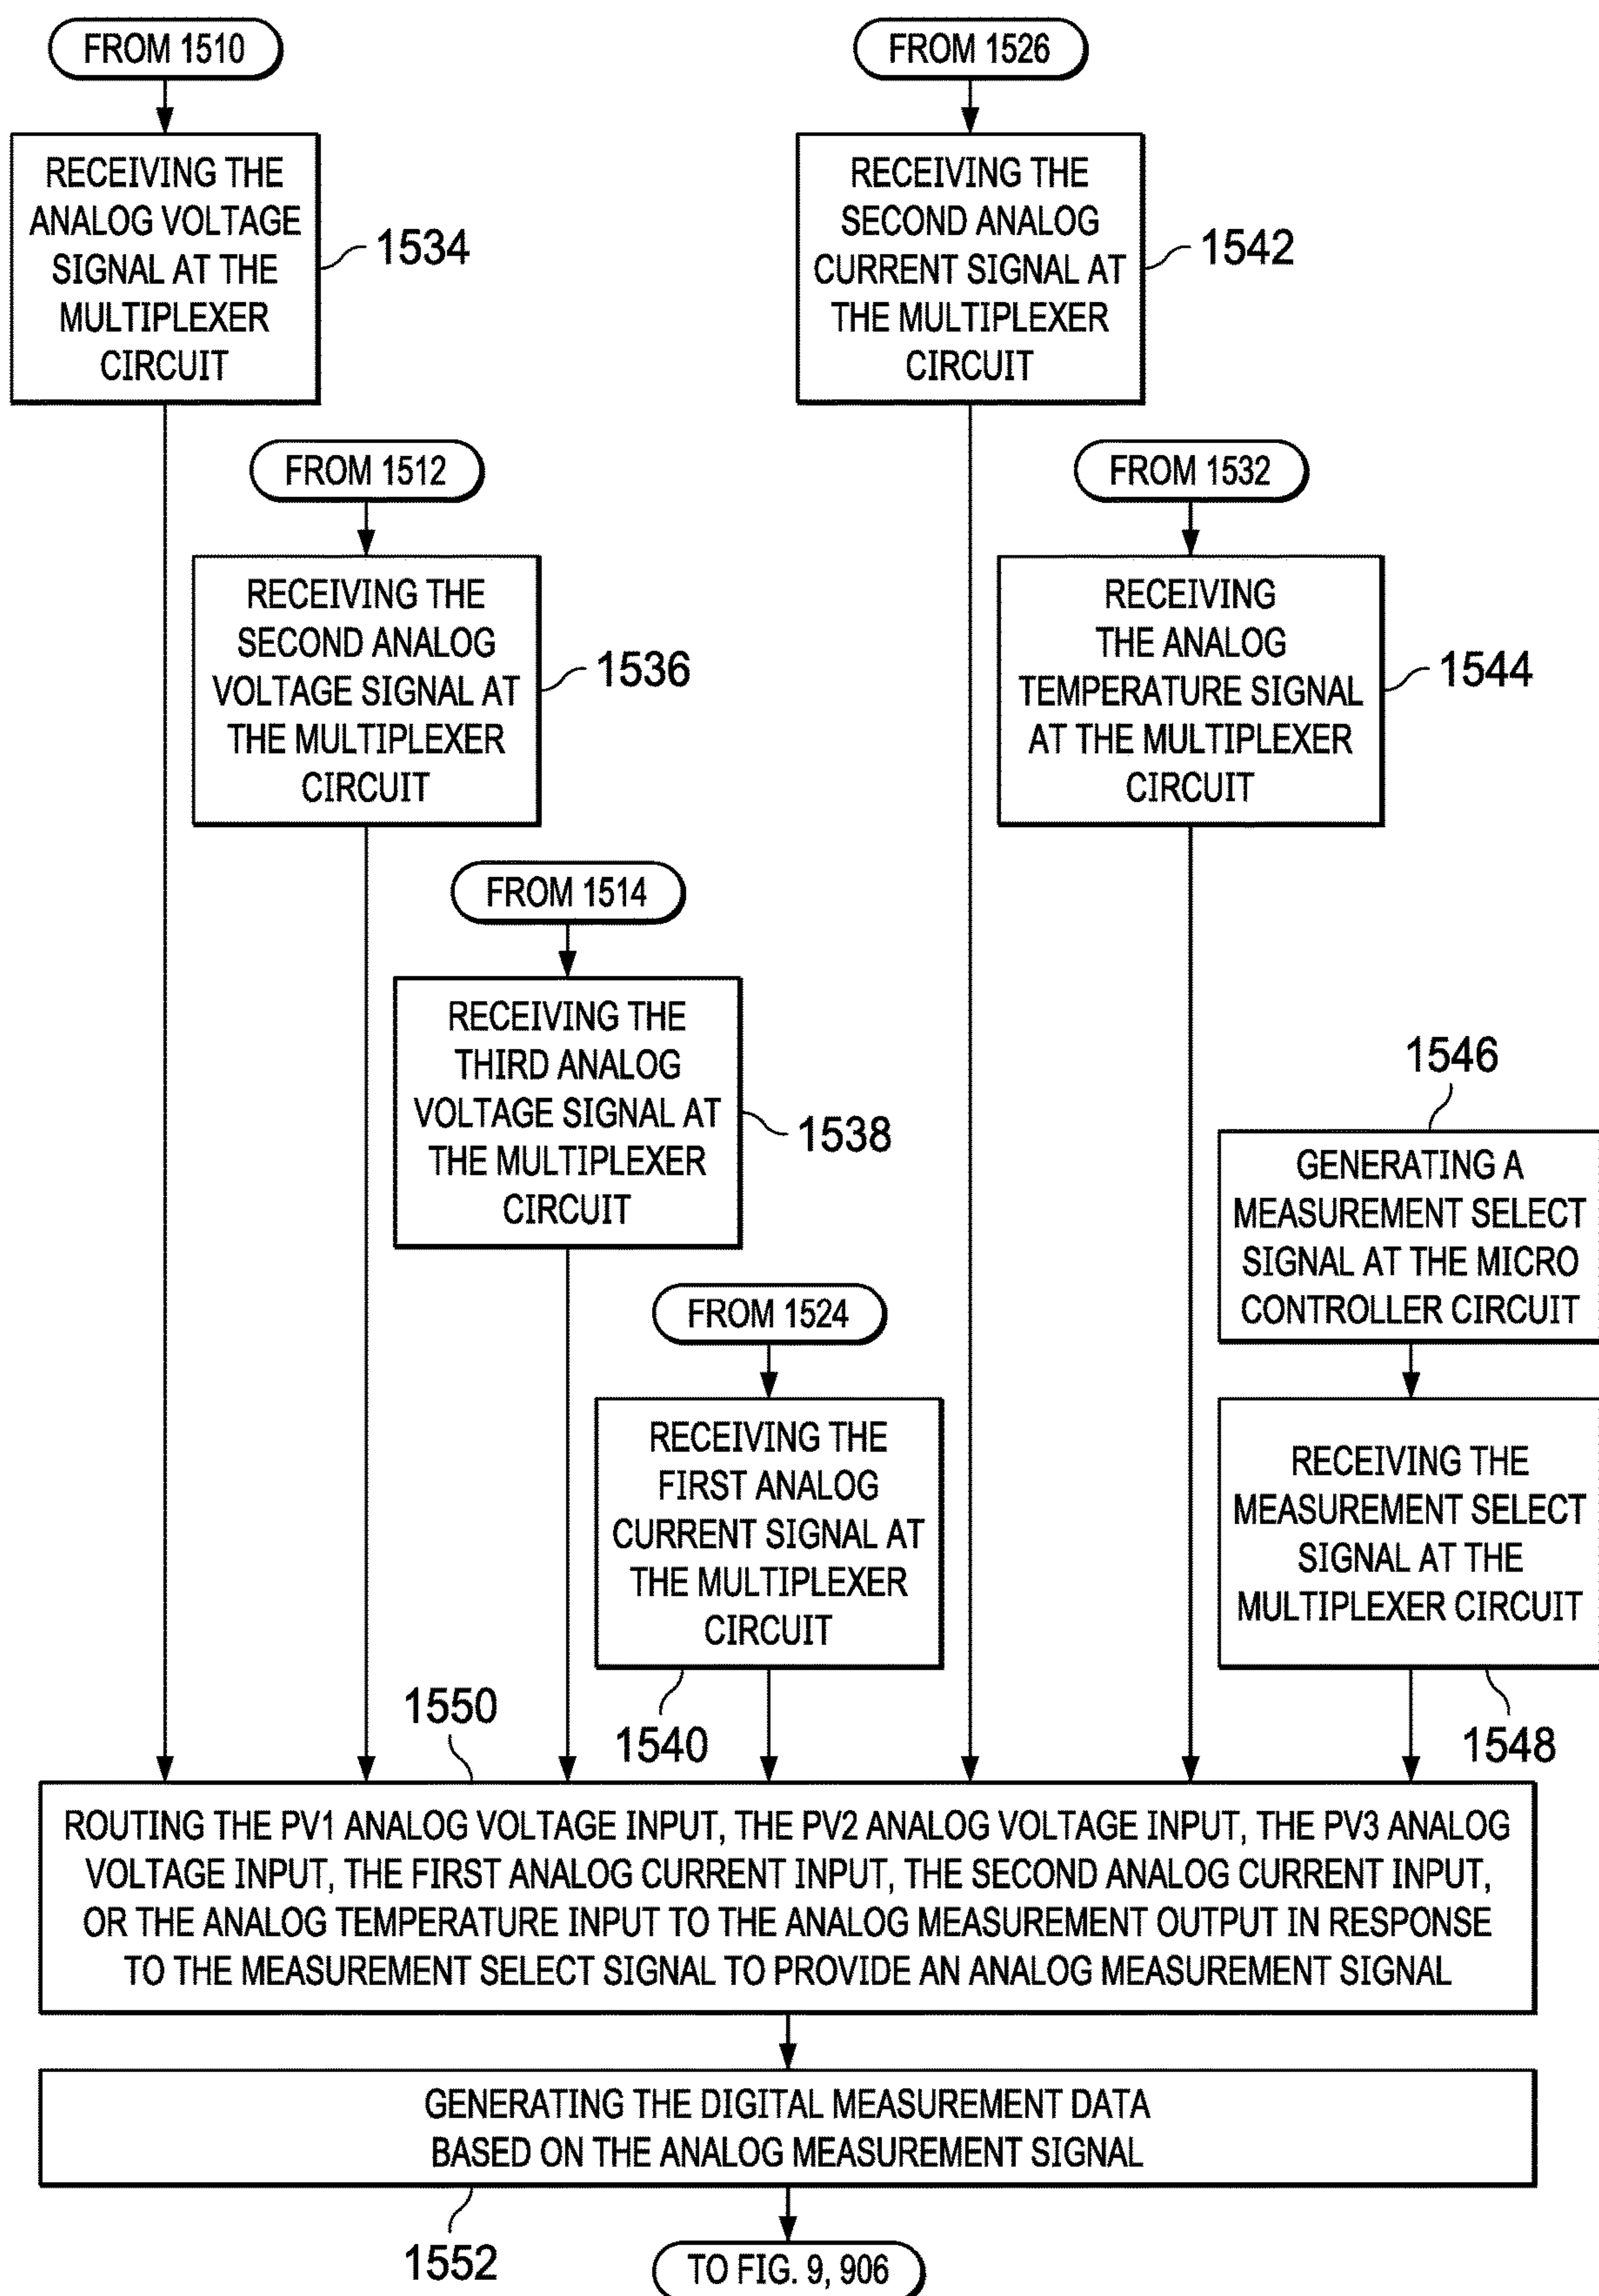 FROM 1510
RECEIVING THE
ANALOG VOLTAGE
SIGNAL AT THE
MULTIPLEXER
CIRCUIT
1534
FROM 1526
RECEIVING THE
SECOND ANALOG
CURRENT SIGNAL AT
THE MULTIPLEXER
CIRCUIT
1542
FROM 1512
RECEIVING THE
SECOND ANALOG
VOLTAGE SIGNAL AT
THE MULTIPLEXER
CIRCUIT
1536
FROM 1532
RECEIVING
THE ANALOG
TEMPERATURE SIGNAL
AT THE MULTIPLEXER
CIRCUIT
1544
FROM 1514
RECEIVING THE
THIRD ANALOG
VOLTAGE SIGNAL AT
THE MULTIPLEXER
CIRCUIT
1538
1546
GENERATING A
MEASUREMENT SELECT
SIGNAL AT THE MICRO
CONTROLLER CIRCUIT
FROM 1524
RECEIVING THE
FIRST ANALOG
CURRENT SIGNAL AT
THE MULTIPLEXER
CIRCUIT
1540
RECEIVING THE
MEASUREMENT SELECT
SIGNAL AT THE
MULTIPLEXER CIRCUIT
1548
1550
ROUTING THE PV1 ANALOG VOLTAGE INPUT, THE PV2 ANALOG VOLTAGE INPUT, THE PV3 ANALOG
VOLTAGE INPUT, THE FIRST ANALOG CURRENT INPUT, THE SECOND ANALOG CURRENT INPUT,
OR THE ANALOG TEMPERATURE INPUT TO THE ANALOG MEASUREMENT OUTPUT IN RESPONSE
TO THE MEASUREMENT SELECT SIGNAL TO PROVIDE AN ANALOG MEASUREMENT SIGNAL
GENERATING THE DIGITAL MEASUREMENT DATA
BASED ON THE ANALOG MEASUREMENT SIGNAL
1552
TO FIG. 9, 906